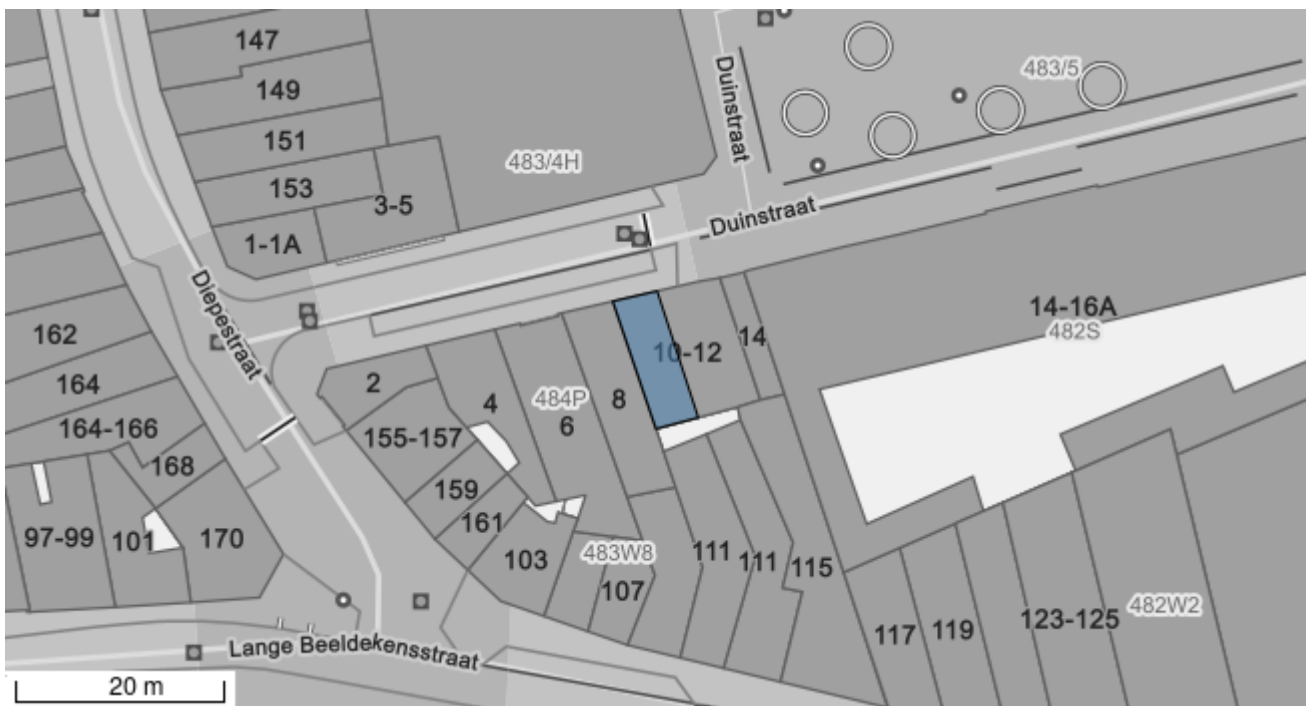 147
149
151
153
3-5
1-1A
483/4H
Duinstraat
483/5
Duinstraat
Diepestraat
162
164
164-166
168
97-99
101
170
2
4
484P
6
8
10-12
14
14-16A
482S
155-157
159
161
103
483W8
107
111
111
115
117
119
123-125
482W2
Lange Beeldekensstraat
20 m